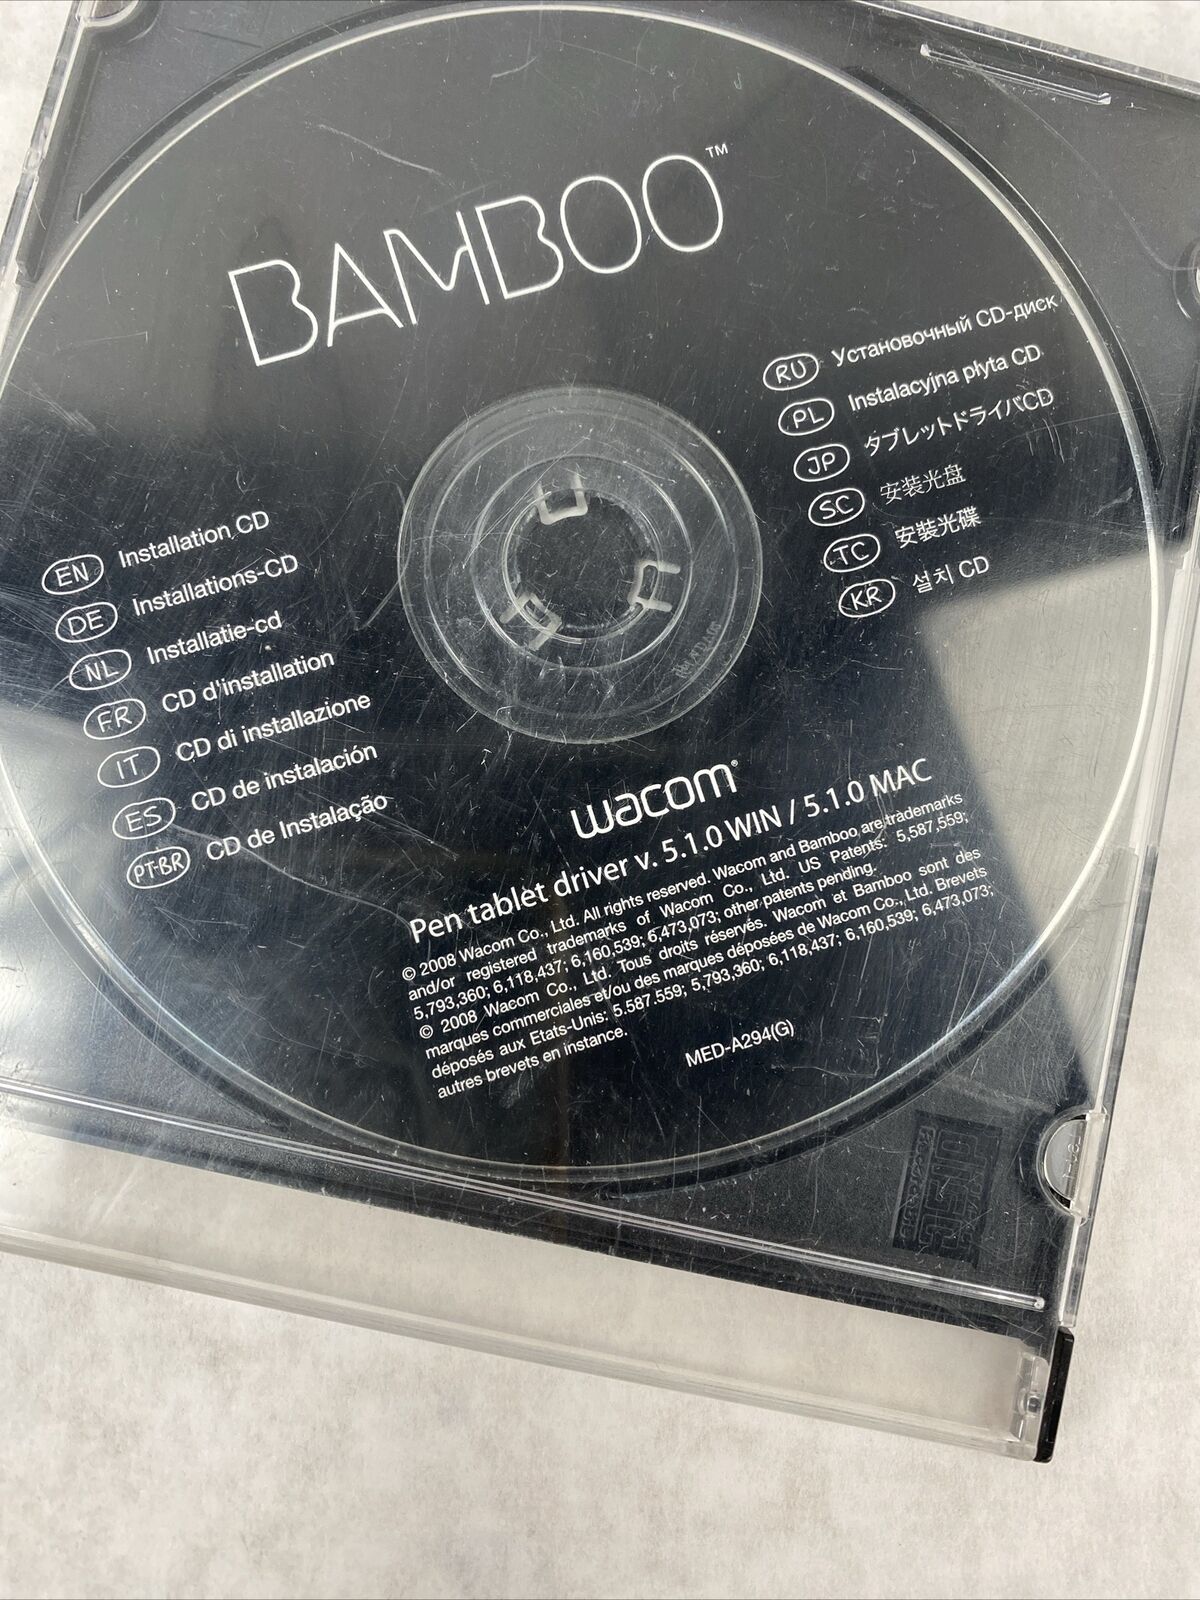 BAMBOO™
EN Installation CD
DE Installations-CD
NL Installatie-cd
FR CD d'installation
IT CD di installazione
ES CD de instalación
PT-BR CD de Instalação
RU Установочный CD-диск
PL Instalacyjna płyta CD
JP タブレットドライバCD
SC 安装光盘
TC 安裝光碟
KR 설치 CD
wacom®
Pen tablet driver v. 5.1.0 WIN / 5.1.0 MAC
© 2008 Wacom Co., Ltd. All rights reserved. Wacom and Bamboo are trademarks
and/or registered trademarks of Wacom Co., Ltd. US Patents: 5,587,559;
5,793,360; 6,118,437; 6,160,539; 6,473,073; other patents pending.
© 2008 Wacom Co., Ltd. Tous droits réservés. Wacom et Bamboo sont des
marques commerciales et/ou des marques déposées de Wacom Co., Ltd. Brevets
déposés aux Etats-Unis: 5.587.559; 5,793,360; 6,118,437; 6,160,539; 6,473,073;
autres brevets en instance.
MED-A294(G)